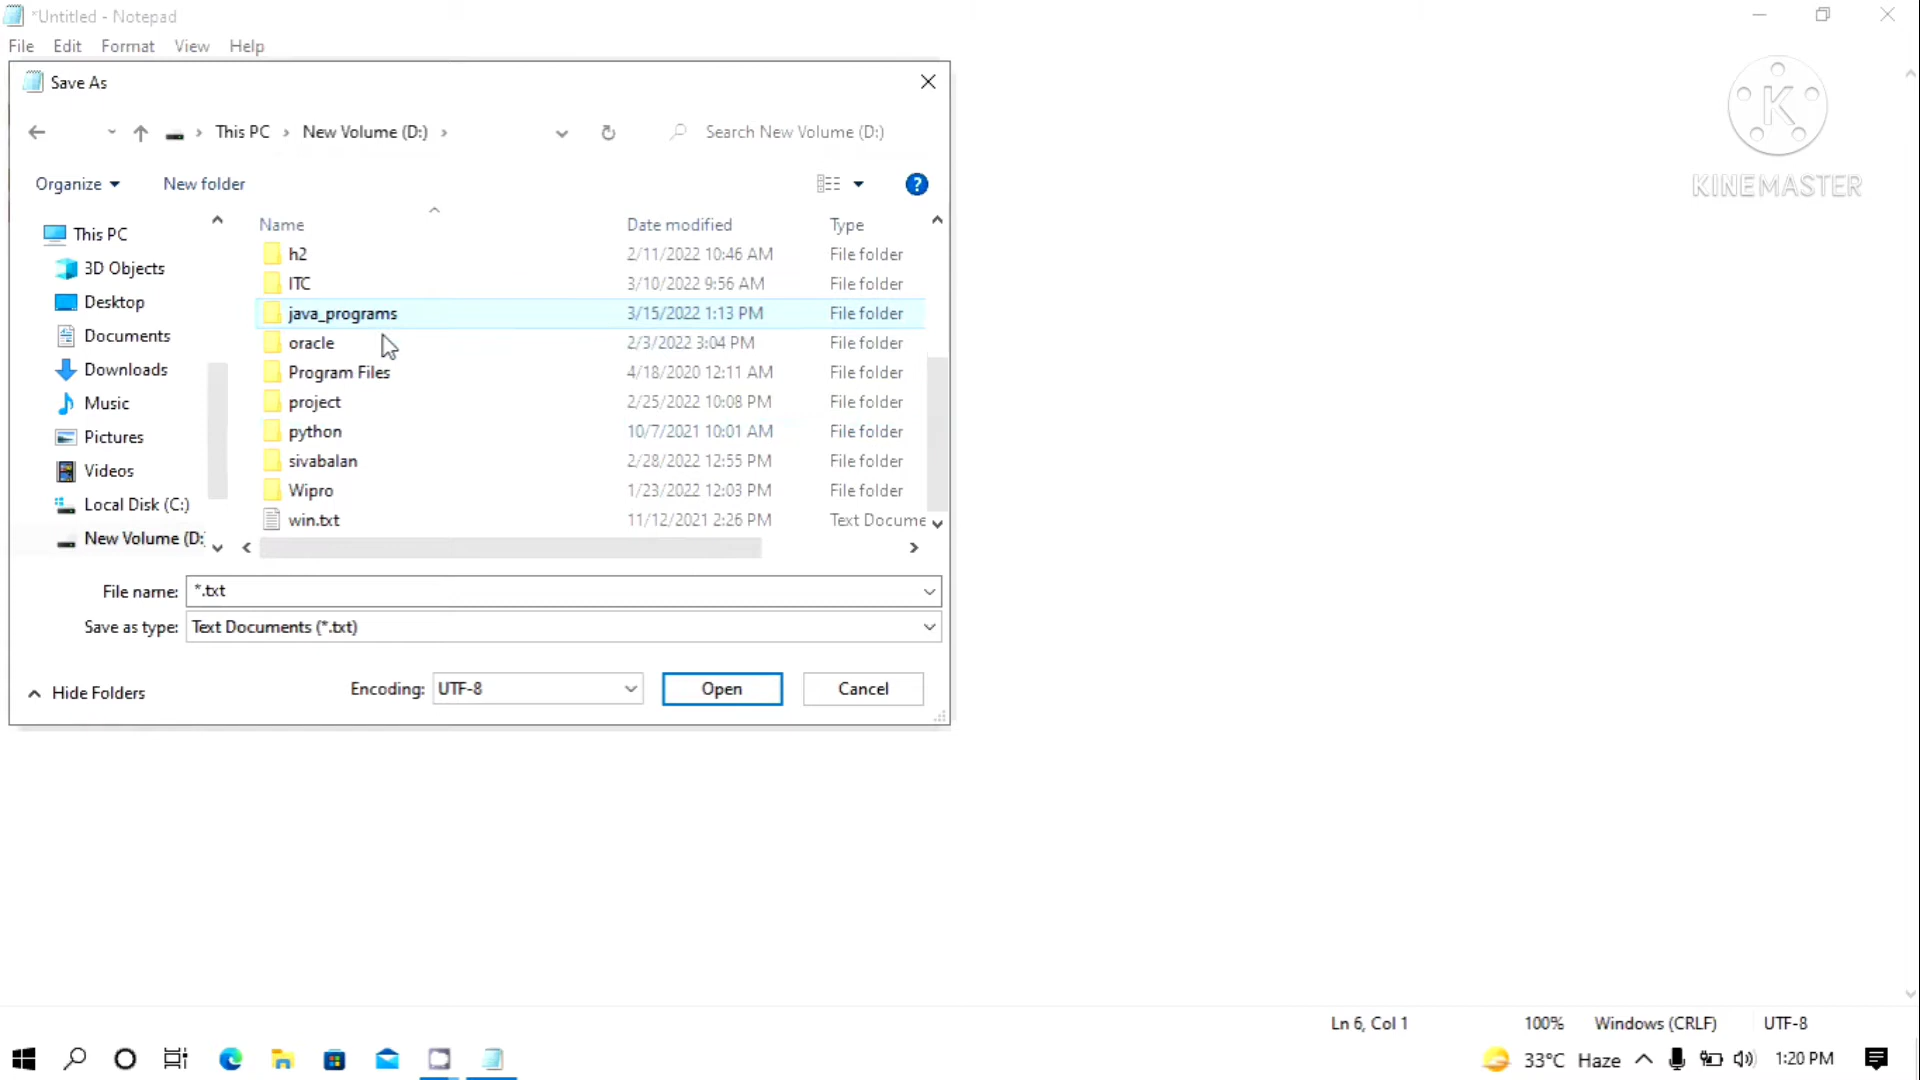 *Untitled - Notepad
File Edit Format View Help
Save As
This PC › New Volume (D:) ›
Search New Volume (D:)
Organize
New folder
Name Date modified Type
This PC
3D Objects
Desktop
Documents
Downloads
Music
Pictures
Videos
Local Disk (C:)
New Volume (D:
h2 2/11/2022 10:46 AM File folder
ITC 3/10/2022 9:56 AM File folder
java_programs 3/15/2022 1:13 PM File folder
oracle 2/3/2022 3:04 PM File folder
Program Files 4/18/2020 12:11 AM File folder
project 2/25/2022 10:08 PM File folder
python 10/7/2021 10:01 AM File folder
sivabalan 2/28/2022 12:55 PM File folder
Wipro 1/23/2022 12:03 PM File folder
win.txt 11/12/2021 2:26 PM Text Docume
File name: *.txt
Save as type: Text Documents (*.txt)
Hide Folders
Encoding: UTF-8
Open
Cancel
K
KINEMASTER
Ln 6, Col 1 100% Windows (CRLF) UTF-8
33°C Haze 1:20 PM